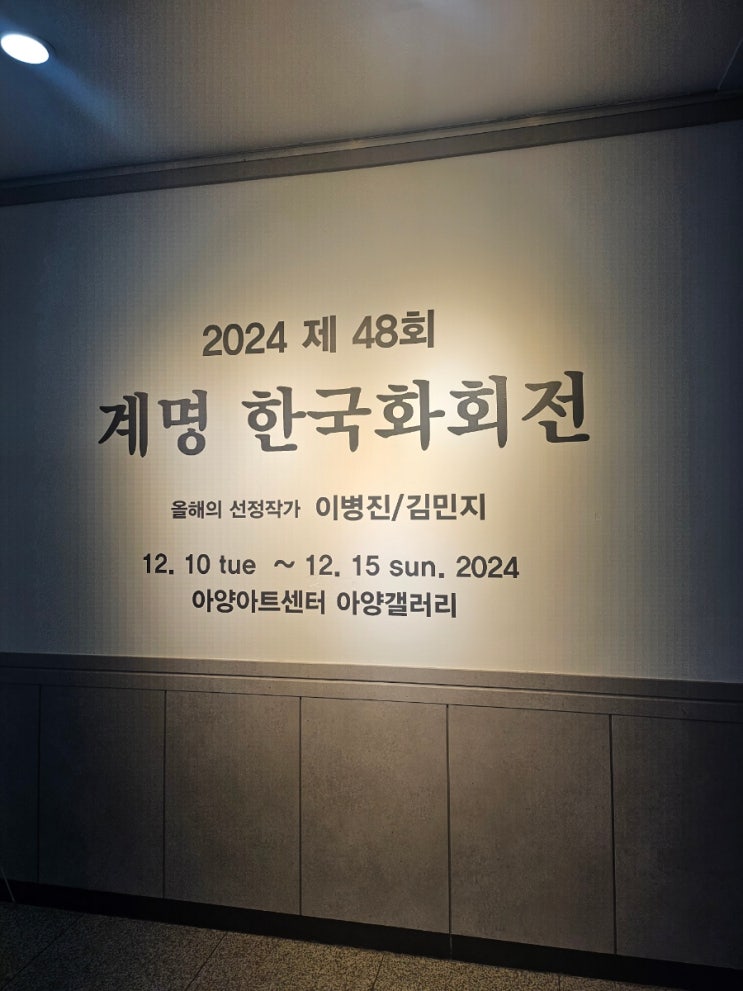 2024 제 48회
계명 한국화회전
올해의 선정작가 이병진/김민지
12. 10 tue ～ 12. 15 sun. 2024
아양아트센터 아양갤러리